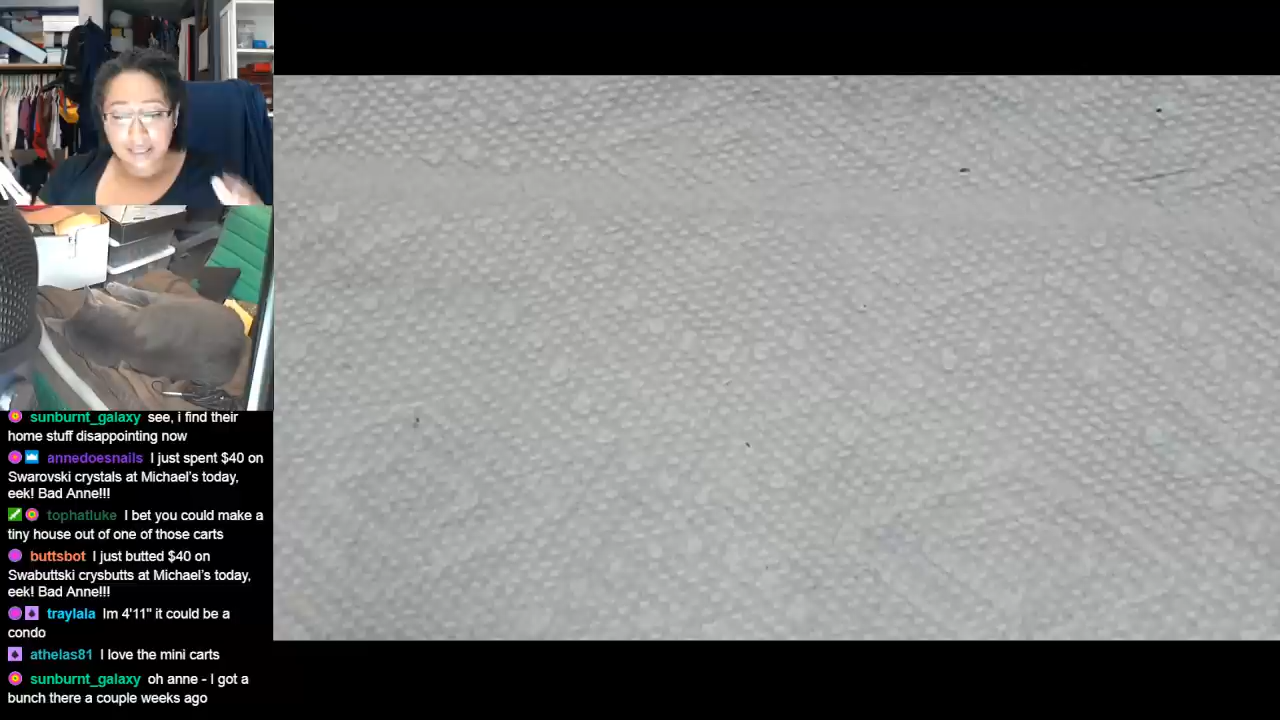 sunburnt_galaxy see, i find their
home stuff disappointing now
annedoesnails I just spent $40 on
Swarovski crystals at Michael's today,
eek! Bad Anne!!!
tophatluke I bet you could make a
tiny house out of one of those carts
buttsbot I just butted $40 on
Swabuttski crysbutts at Michael's today,
eek! Bad Anne!!!
traylala Im 4'11" it could be a
condo
athelas81 I love the mini carts
sunburnt_galaxy oh anne - I got a
bunch there a couple weeks ago